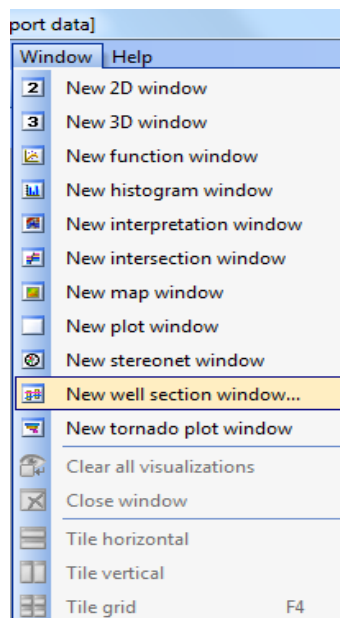 port data]
Window Help
2 New 2D window
3 New 3D window
New function window
New histogram window
New interpretation window
New intersection window
New map window
New plot window
New stereonet window
New well section window...
New tornado plot window
Clear all visualizations
Close window
Tile horizontal
Tile vertical
Tile grid F4